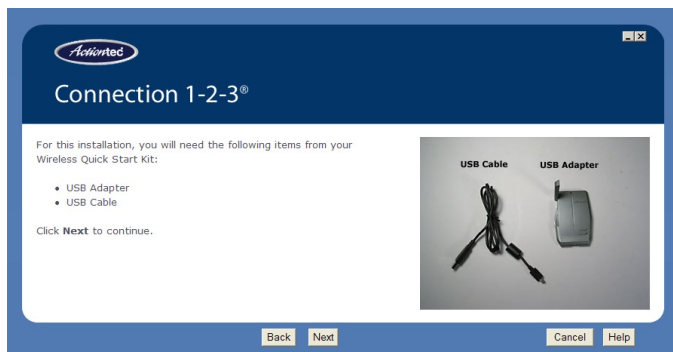 Actiontec
Connection 1-2-3®
For this installation, you will need the following items from your
Wireless Quick Start Kit:
• USB Adapter
• USB Cable
Click Next to continue.
USB Cable USB Adapter
Back Next Cancel Help